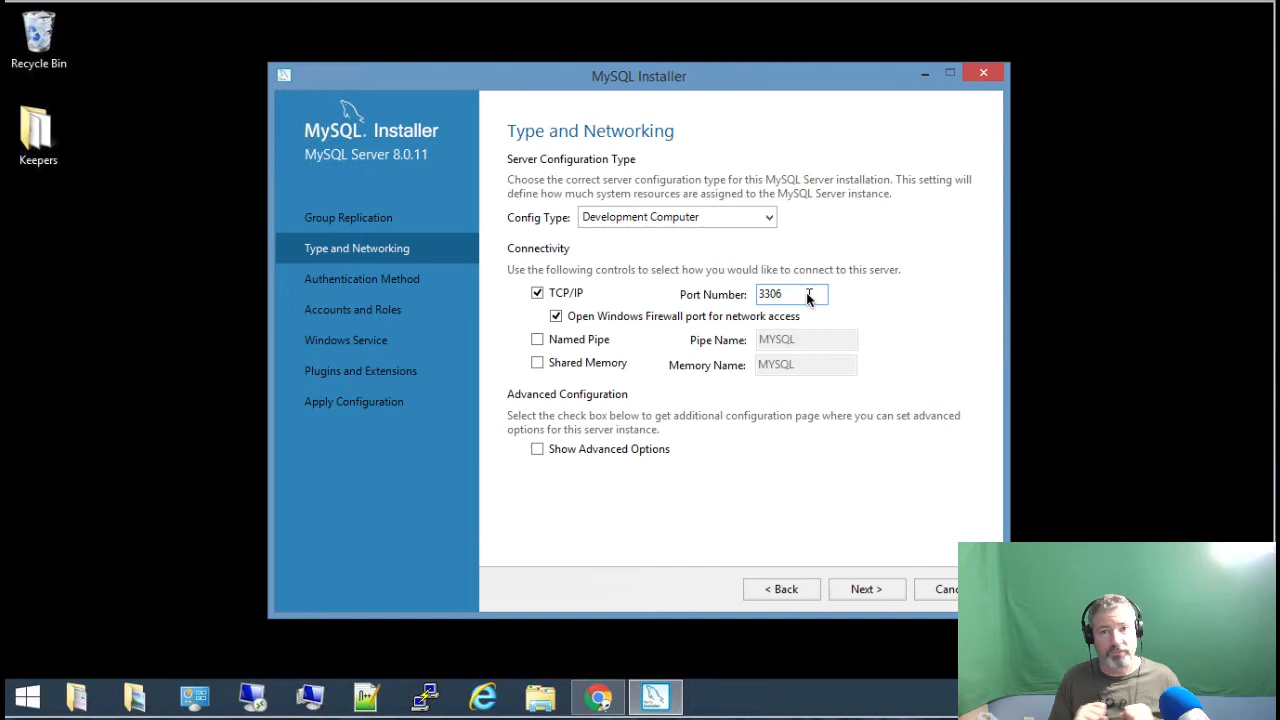 Recycle Bin
Keepers
MySQL Installer
MySQL. Installer
MySQL Server 8.0.11
Group Replication
Type and Networking
Authentication Method
Accounts and Roles
Windows Service
Plugins and Extensions
Apply Configuration
Type and Networking
Server Configuration Type
Choose the correct server configuration type for this MySQL Server installation. This setting will
define how much system resources are assigned to the MySQL Server instance.
Config Type: Development Computer
Connectivity
Use the following controls to select how you would like to connect to this server.
TCP/IP Port Number: 3306
Open Windows Firewall port for network access
Named Pipe Pipe Name: MYSQL
Shared Memory Memory Name: MYSQL
Advanced Configuration
Select the check box below to get additional configuration page where you can set advanced
options for this server instance.
Show Advanced Options
< Back Next > Canc